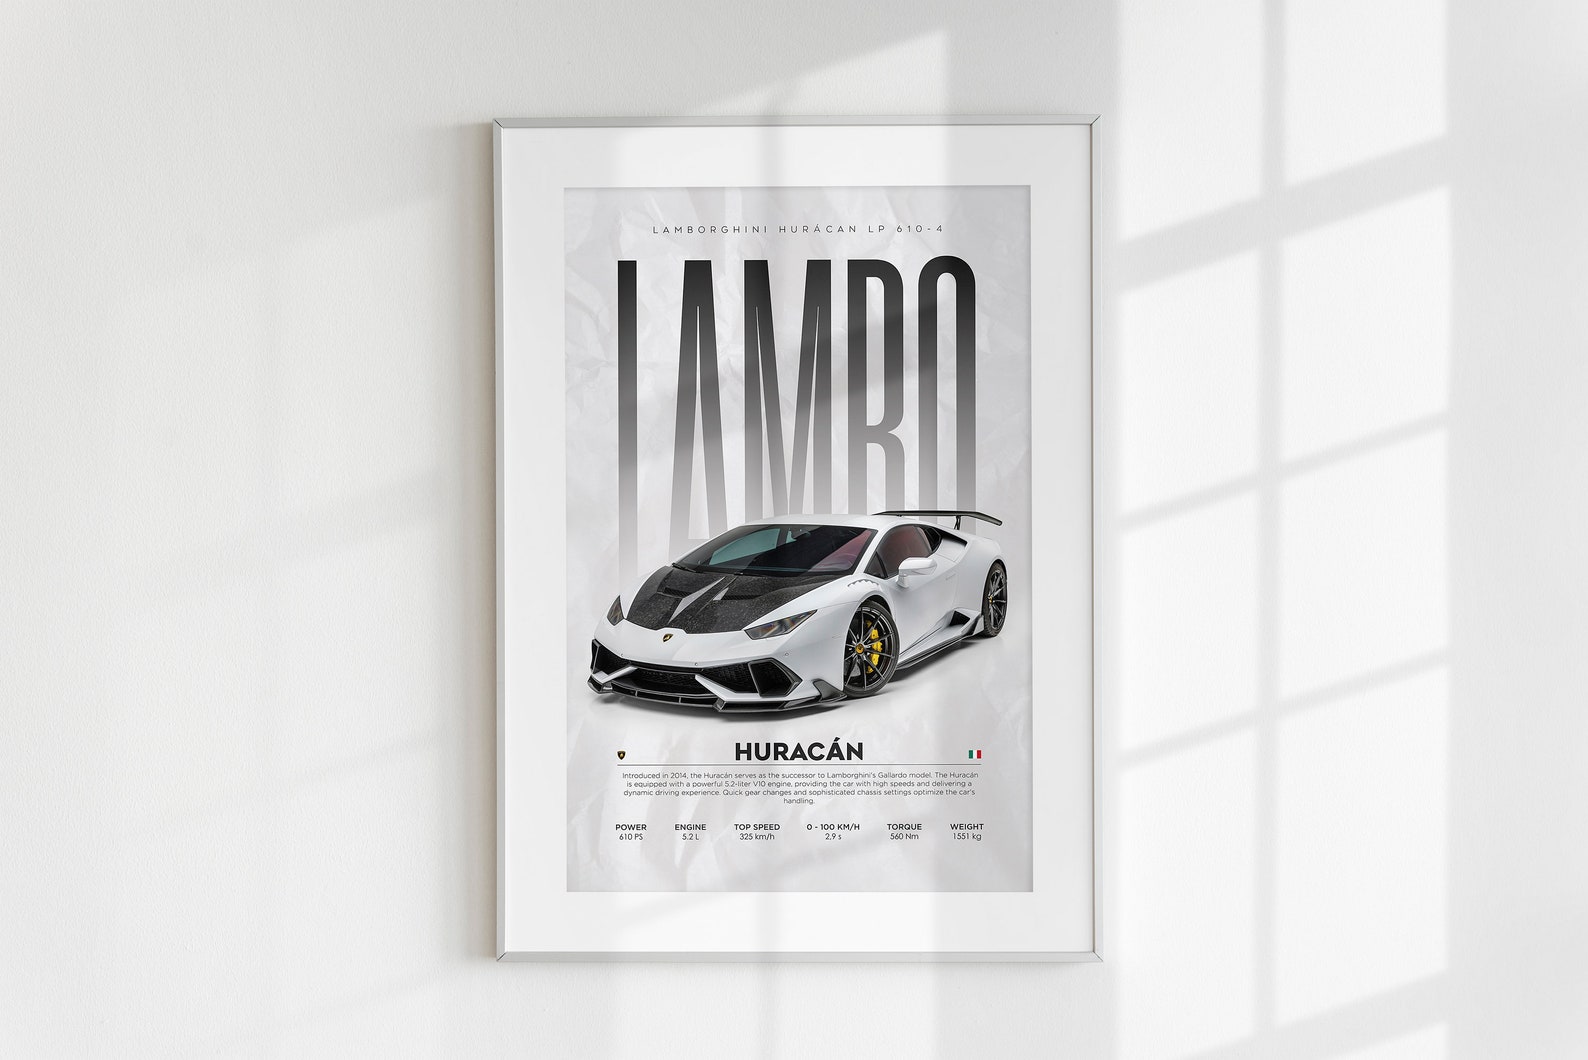 LAMBORGHINI HURÁCAN LP 610-4
LAMBO
HURACÁN
Introduced in 2014, the Huracán serves as the successor to Lamborghini's Gallardo model. The Huracán
is equipped with a powerful 5.2-liter V10 engine, providing the car with high speeds and delivering a
dynamic driving experience. Quick gear changes and sophisticated chassis settings optimize the car's
handling.
POWER ENGINE TOP SPEED 0 - 100 KM/H TORQUE WEIGHT
610 PS 5.2 L 325 km/h 2,9 s 560 Nm 1551 kg